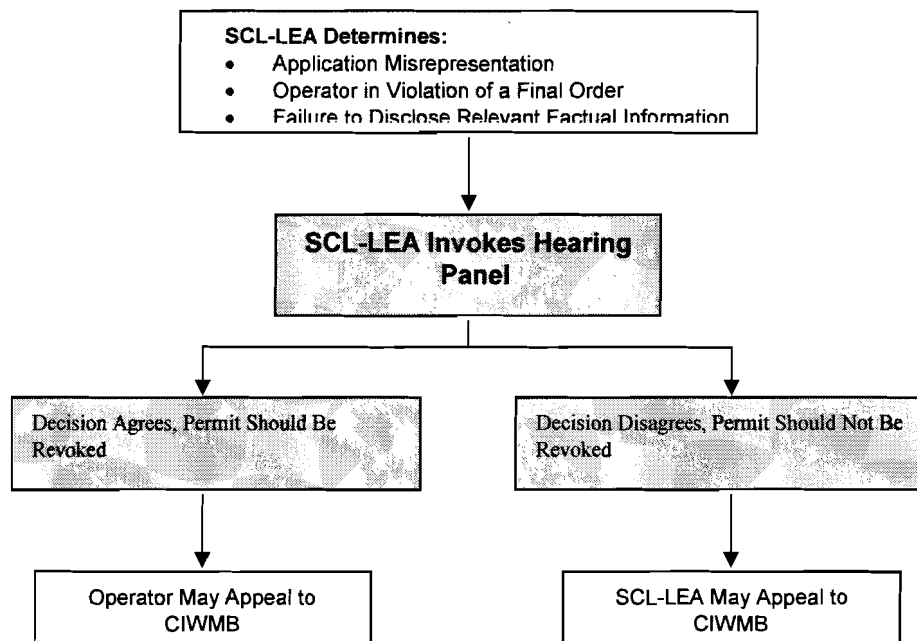 SCL-LEA Determines:
• Application Misrepresentation
• Operator in Violation of a Final Order
• Failure to Disclose Relevant Factual Information
SCL-LEA Invokes Hearing
Panel
Decision Agrees, Permit Should Be
Revoked
Decision Disagrees, Permit Should Not Be
Revoked
Operator May Appeal to
CIWMB
SCL-LEA May Appeal to
CIWMB